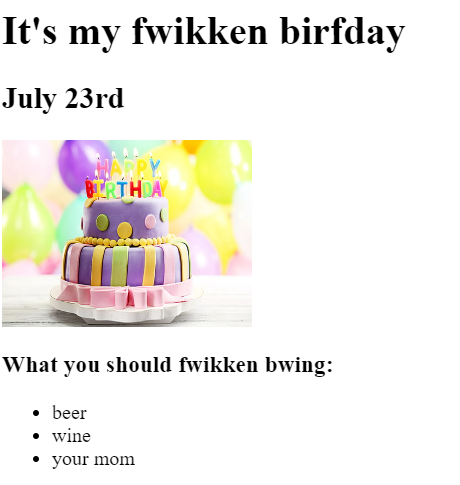 It's my fwikken birfday
July 23rd
HAPPY
BIRTHDAY
What you should fwikken bwing:
beer
wine
your mom